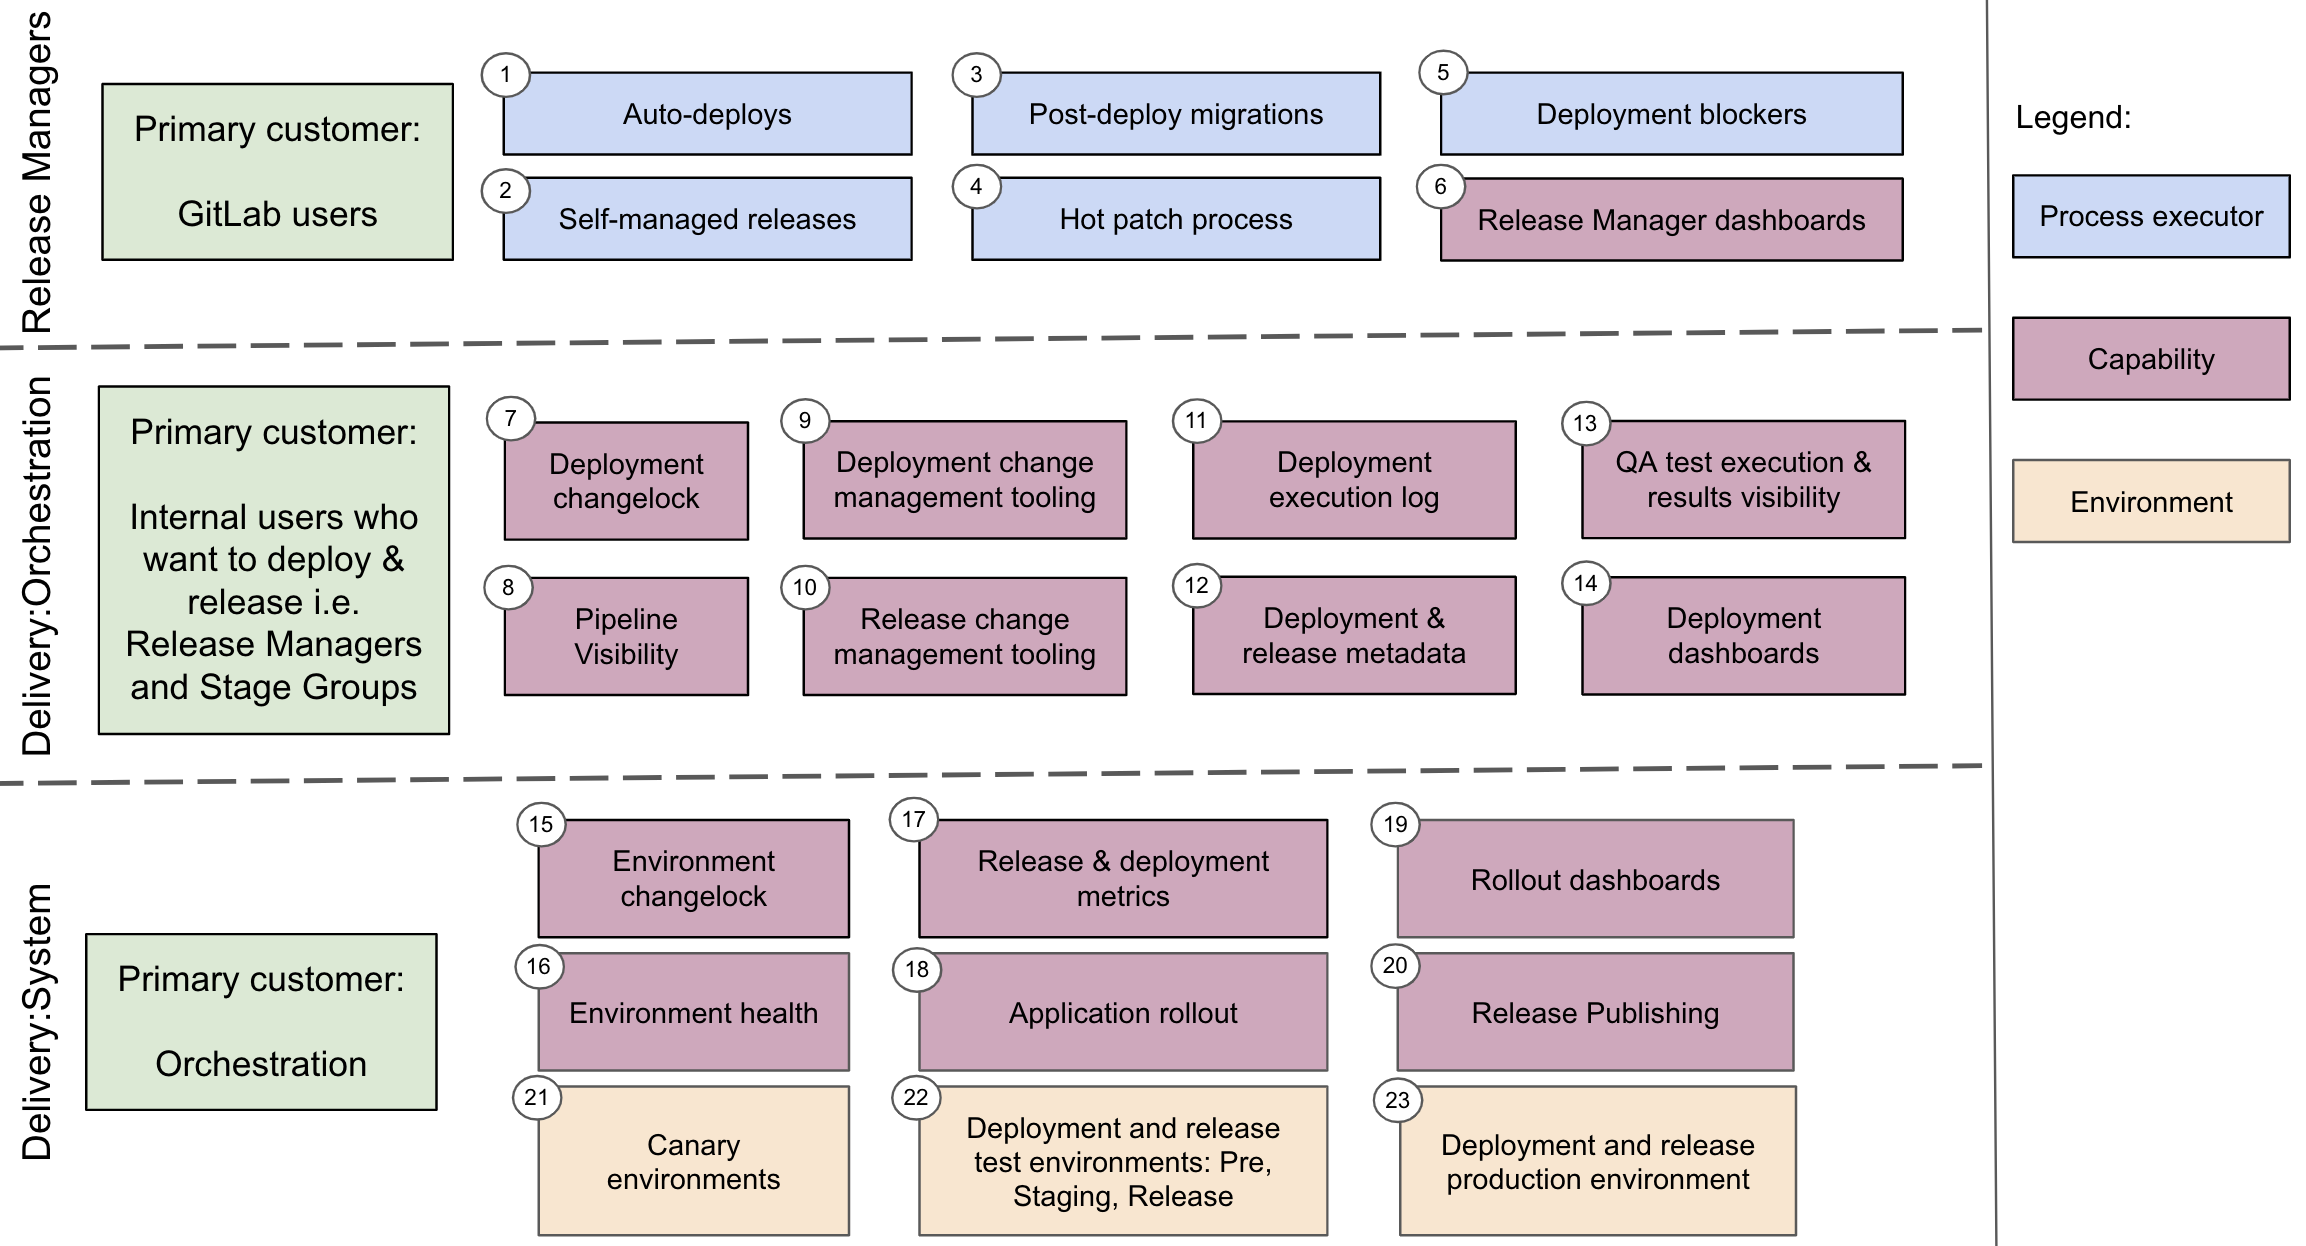 Release Managers
Primary customer:
GitLab users
1
Auto-deploys
3
Post-deploy migrations
5
Deployment blockers
2
Self-managed releases
4
Hot patch process
6
Release Manager dashboards
Legend:
Process executor
Capability
Environment
Delivery:Orchestration
Primary customer:
Internal users who
want to deploy &
release i.e.
Release Managers
and Stage Groups
7
Deployment
changelock
9
Deployment change
management tooling
11
Deployment
execution log
13
QA test execution &
results visibility
8
Pipeline
Visibility
10
Release change
management tooling
12
Deployment &
release metadata
14
Deployment
dashboards
Delivery:System
Primary customer:
Orchestration
15
Environment
changelock
17
Release & deployment
metrics
19
Rollout dashboards
16
Environment health
18
Application rollout
20
Release Publishing
21
Canary
environments
22
Deployment and release
test environments: Pre,
Staging, Release
23
Deployment and release
production environment